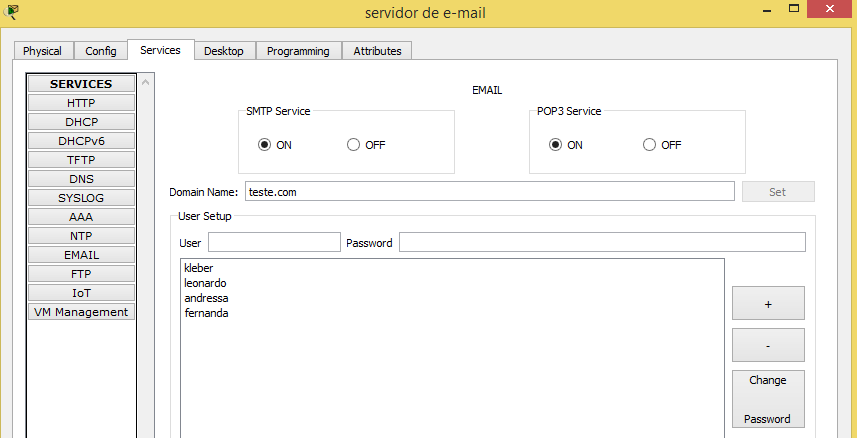 servidor de e-mail
Physical Config Services Desktop Programming Attributes
SERVICES
HTTP
DHCP
DHCPv6
TFTP
DNS
SYSLOG
AAA
NTP
EMAIL
FTP
IoT
VM Management
EMAIL
SMTP Service
ON OFF
POP3 Service
ON OFF
Domain Name: teste.com Set
User Setup
User Password
kleber
leonardo
andressa
fernanda
+
-
Change
Password